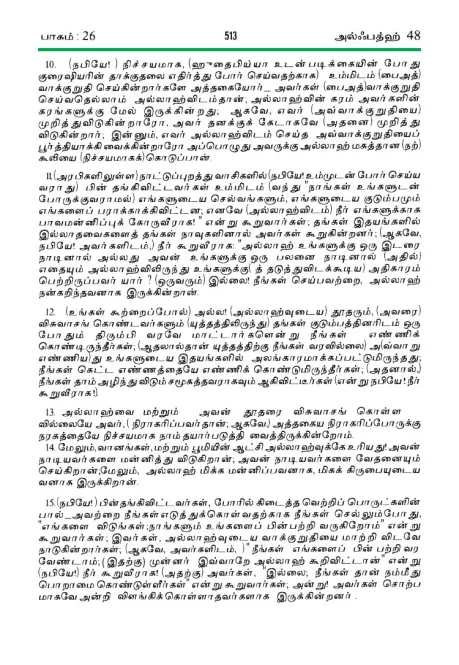 பாகம் : 26 513 அல்ஃபத்ஹ் 48
10. (நபியே! ) நிச்சயமாக, (ஹுதைபிய்யா உடன்படிக்கையின் போது
குரைஷியரின் தாக்குதலை எதிர்த்து போர் செய்வதற்காக) உம்மிடம் (பைஅத்)
வாக்குறுதி செய்கின்றார்களே அத்தகையோர்_ அவர்கள் (பைஅத்)வாக்குறுதி
செய்வதெல்லாம் அல்லாஹ்விடம்தான்; அல்லாஹ்வின் கரம் அவர்களின்
கரங்களுக்கு மேல் இருக்கின்றது; ஆகவே, எவர் (அவ்வாக்குறுதியை)
முறித்துவிடுகின்றாரோ, அவர் தனக்குக் கேடாகவே (அதனை) முறித்து
விடுகின்றார்; இன்னும், எவர் அல்லாஹ்விடம் செய்த அவ்வாக்குறுதியைப்
பூர்த்தியாக்கிவைக்கின்றாரோ அப்பொழுது அவருக்கு அல்லாஹ் மகத்தான (நற்)
கூலியை (நிச்சயமாகக்)கொடுப்பான்.
11.(அரபிகளிலுள்ள)நாட்டுப்புறத்து வாசிகளில்(நபியே! உம்முடன் போர் செய்ய
வராது) பின் தங்கிவிட்டவர்கள் உம்மிடம் (வந்து "நாங்கள் உங்களுடன்
போருக்குவராமல்) எங்களுடைய செல்வங்களும், எங்களுடைய குடும்பமும்
எங்களைப் பராக்காக்கிவிட்டன; எனவே (அல்லாஹ்விடம்) நீர் எங்களுக்காக
பாவமன்னிப்புக் கோருவீராக! " என்று கூறுவார்கள்; தங்கள் இதயங்களில்
இல்லாதவைகளைத் தங்கள் நாவுகளினால் அவர்கள் கூறுகின்றனர்; (ஆகவே,
நபியே! அவர்களிடம்,) நீர் கூறுவீராக: "அல்லாஹ் உங்களுக்கு ஒரு இடரை
நாடினால் அல்லது அவன் உங்களுக்கு ஒரு பலனை நாடினால் (அதில்)
எதையும் அல்லாஹ்விலிருந்து உங்களுக்கு( த் தடுத்துவிடக்கூடிய) அதிகாரம்
பெற்றிருப்பவர் யார் ? (ஒருவரும்) இல்லை! நீங்கள் செய்பவற்றை, அல்லாஹ்
நன்கறிந்தவனாக இருக்கின்றான்.
12. (உங்கள் கூற்றைப்போல்) அல்ல! (அல்லாஹ்வுடைய) தூதரும், (அவரை)
விசுவாசங் கொண்டவர்களும் (யுத்தத்திலிருந்து) தங்கள் குடும்பத்தினரிடம் ஒரு
போதும் திரும்பி வரவே மாட்டார்களென்று நீங்கள் எண்ணிக்
கொண்டிருந்தீர்கள்; (ஆதலால்தான் யுத்தத்திற்கு நீங்கள் வரவில்லை) அ(வ்வாறு
எண்ணிய)து உங்களுடைய இதயங்களில் அலங்காரமாக்கப்பட்டுமிருந்தது;
நீங்கள் கெட்ட எண்ணத்தையே எண்ணிக் கொண்டுமிருந்தீர்கள்; (அதனால்,)
நீங்கள் தாம் அழிந்து விடும் சமூகத்தவராகவும் ஆகிவிட்டீர்கள் (என்று நபியே! நீர்
கூறுவீராக!).
13. அல்லாஹ்வை மற்றும் அவன் தூதரை விசுவாசங் கொள்ள
வில்லையே அவர், ( நிராகரிப்பவர்தான்; ஆகவே,) அத்தகைய நிராகரிப்போருக்கு
நரகத்தையே நிச்சயமாக நாம் தயார்படுத்தி வைத்திருக்கின்றோம்.
14. மேலும், வானங்கள், மற்றும் பூமியின் ஆட்சி அல்லாஹ்வுக்கே உரியது! அவன்
நாடியவர்களை மன்னித்து விடுகிறான்; அவன் நாடியவர்களை வேதனையும்
செய்கிறான்;மேலும், அல்லாஹ் மிக்க மன்னிப்பவனாக, மிகக் கிருபையுடைய
வனாக இருக்கிறான்.
15.(நபியே! ) பின்தங்கிவிட்டவர்கள், போரில் கிடைத்த வெற்றிப் பொருட்களின்
பால்_அவற்றை நீங்கள் எடுத்துக்கொள்வதற்காக நீங்கள் செல்லும்போது,
"எங்களை விடுங்கள்;நாங்களும் உங்களைப் பின்பற்றி வருகிறோம்" என்று
கூறுவார்கள்; இவர்கள், அல்லாஹ்வுடைய வாக்குறுதியை மாற்றி விடவே
நாடுகின்றார்கள்; (ஆகவே, அவர்களிடம், )" நீங்கள் எங்களைப் பின்பற்றி வர
வேண்டாம்; (இதற்கு) முன்னர் இவ்வாறே அல்லாஹ் கூறிவிட்டான்" என்று
(நபியே!) நீர் கூறுவீராக! (அதற்கு) அவர்கள், "இல்லை; நீங்கள் தான் நம்மீது
பொறாமை கொண்டுள்ளீர்கள்" என்று கூறுவார்கள்; அன்று! அவர்கள் சொற்ப
மாகவே அன்றி விளங்கிக்கொள்ளாதவர்களாக இருக்கின்றனர் .